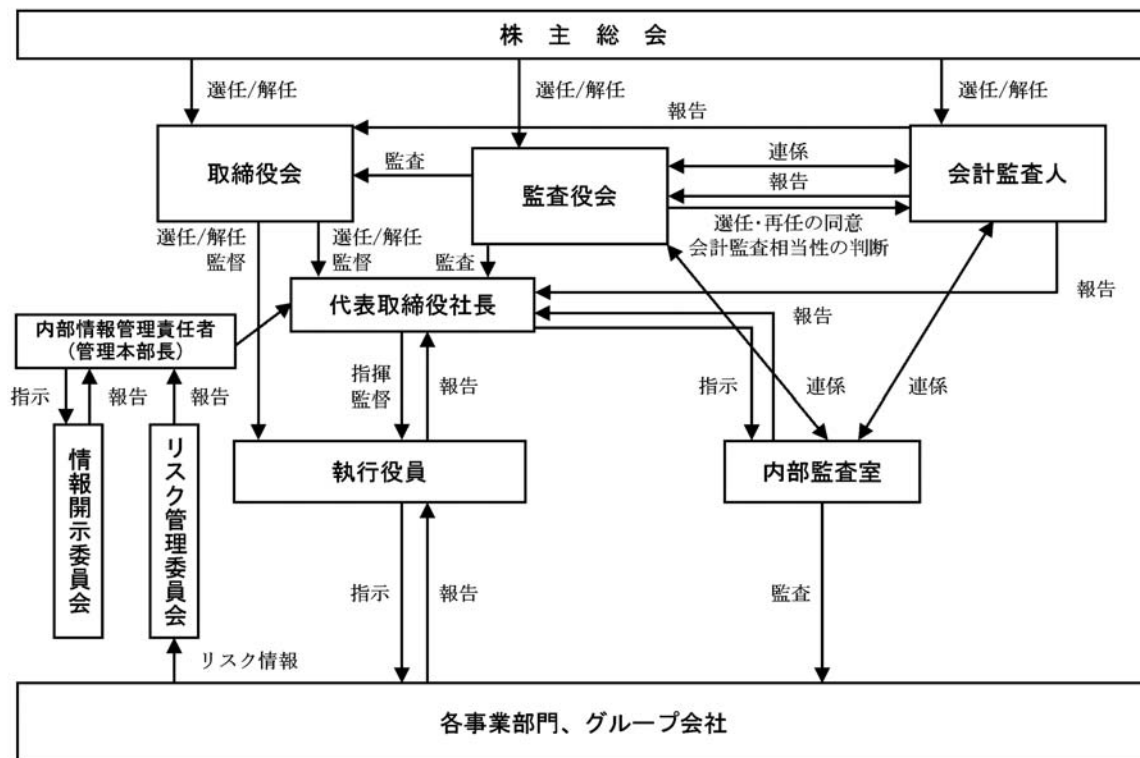 株 主 総 会
選任/解任
選任/解任
選任/解任
報告
取締役会
監査
監査役会
連係
報告
会計監査人
選任・再任の同意
会計監査相当性の判断
選任/解任
監督
選任/解任
監督
監査
代表取締役社長
報告
報告
内部情報管理責任者
(管理本部長)
指示
報告
報告
指揮
監督
報告
指示
連係
連係
情報開示委員会
リスク管理委員会
執行役員
内部監査室
指示
報告
監査
リスク情報
各事業部門、グループ会社